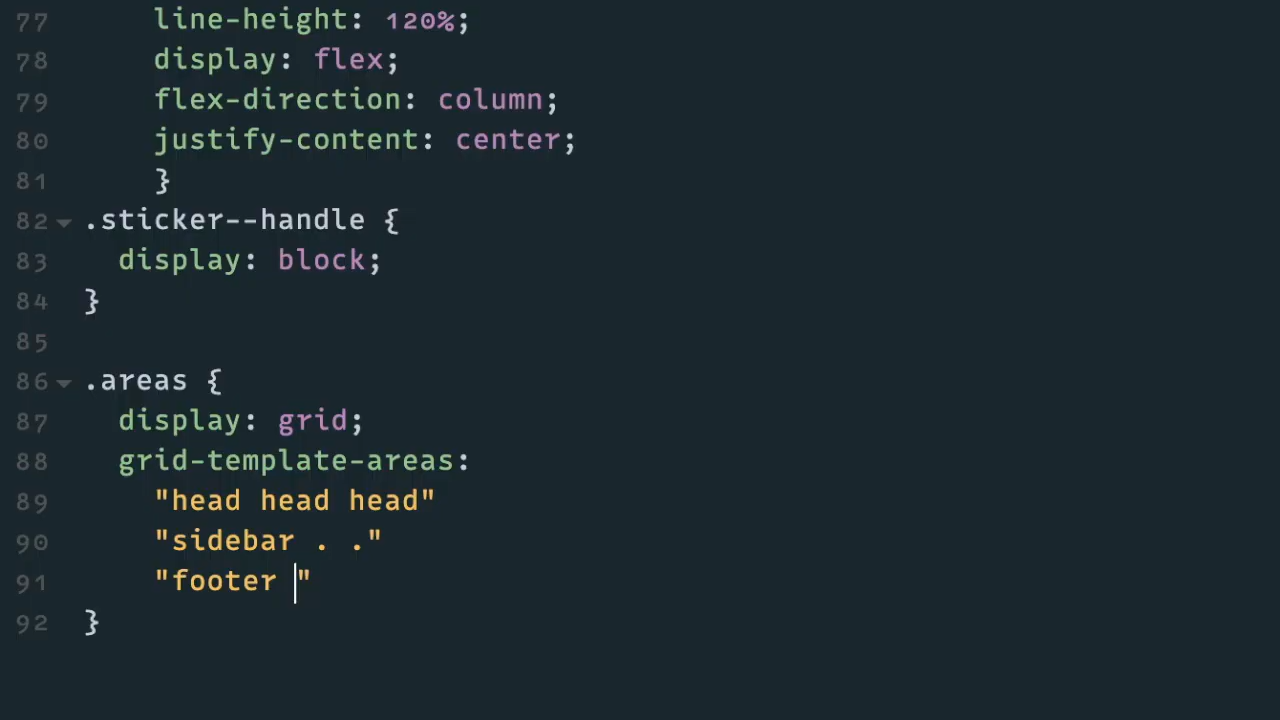 77 line-height: 120%;
78 display: flex;
79 flex-direction: column;
80 justify-content: center;
81 }
82 .sticker--handle {
83 display: block;
84 }
85
86 .areas {
87 display: grid;
88 grid-template-areas:
89 "head head head"
90 "sidebar . ."
91 "footer "
92 }